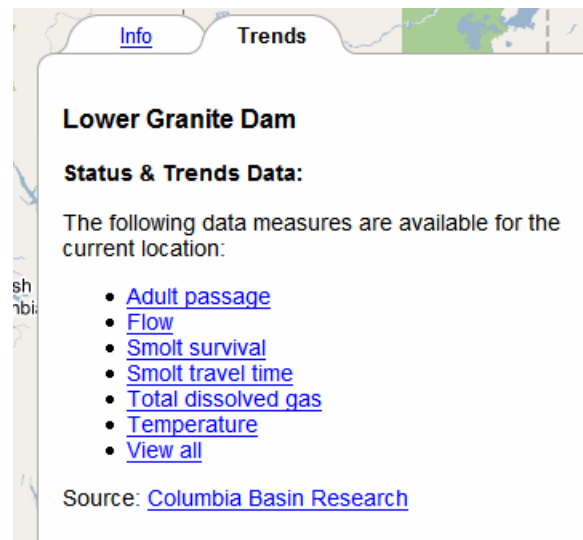 Info
Trends
Lower Granite Dam
Status & Trends Data:
The following data measures are available for the
current location:
Adult passage
Flow
Smolt survival
Smolt travel time
Total dissolved gas
Temperature
View all
Source: Columbia Basin Research